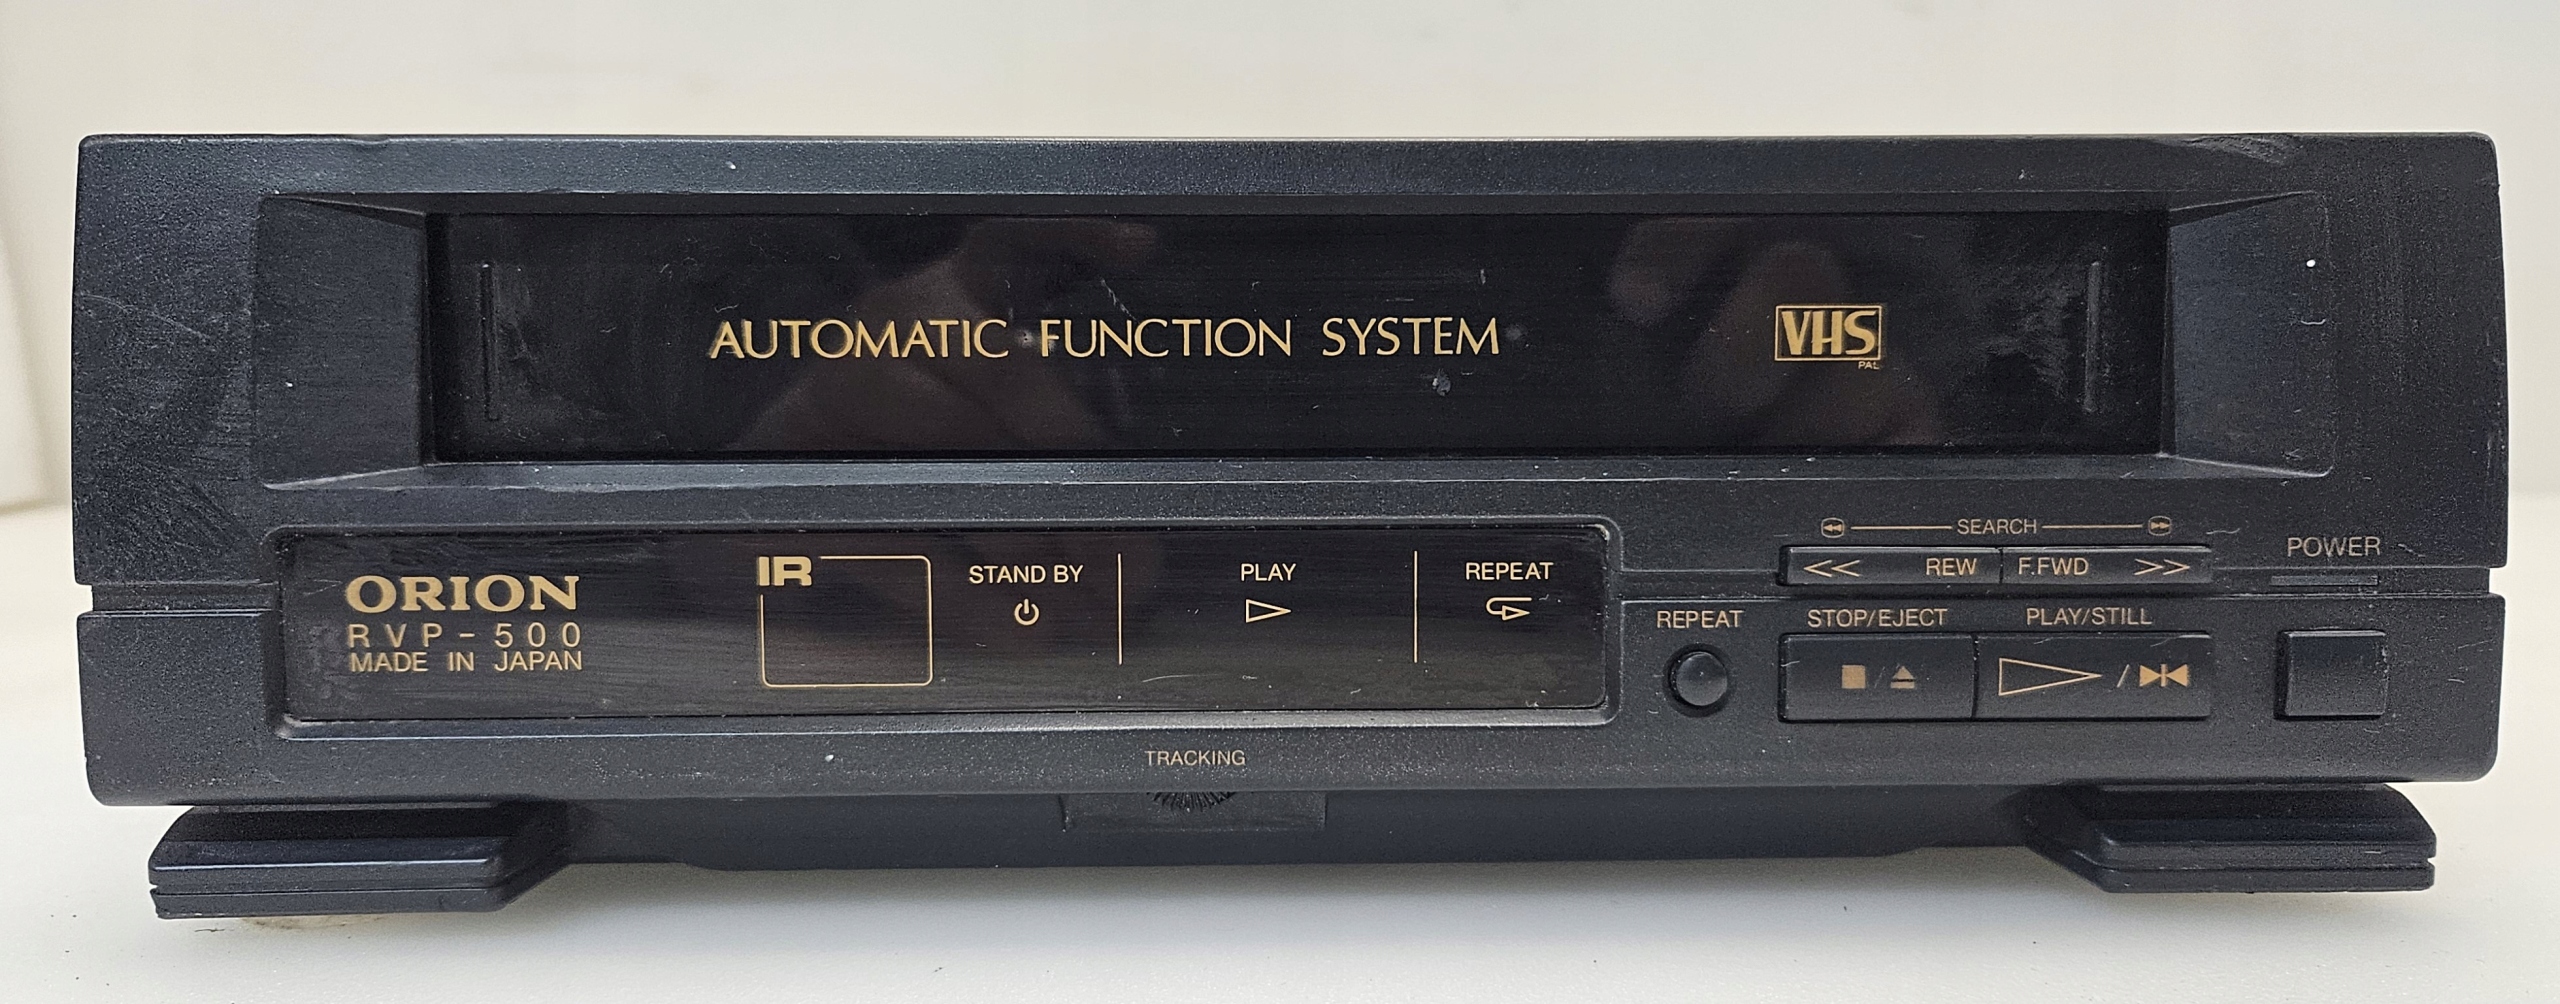 AUTOMATIC FUNCTION SYSTEM
VHS
PAL
SEARCH
<< REW F.FWD >>
POWER
ORION
RVP-500
MADE IN JAPAN
IR
STAND BY
PLAY
REPEAT
REPEAT
STOP/EJECT
PLAY/STILL
TRACKING